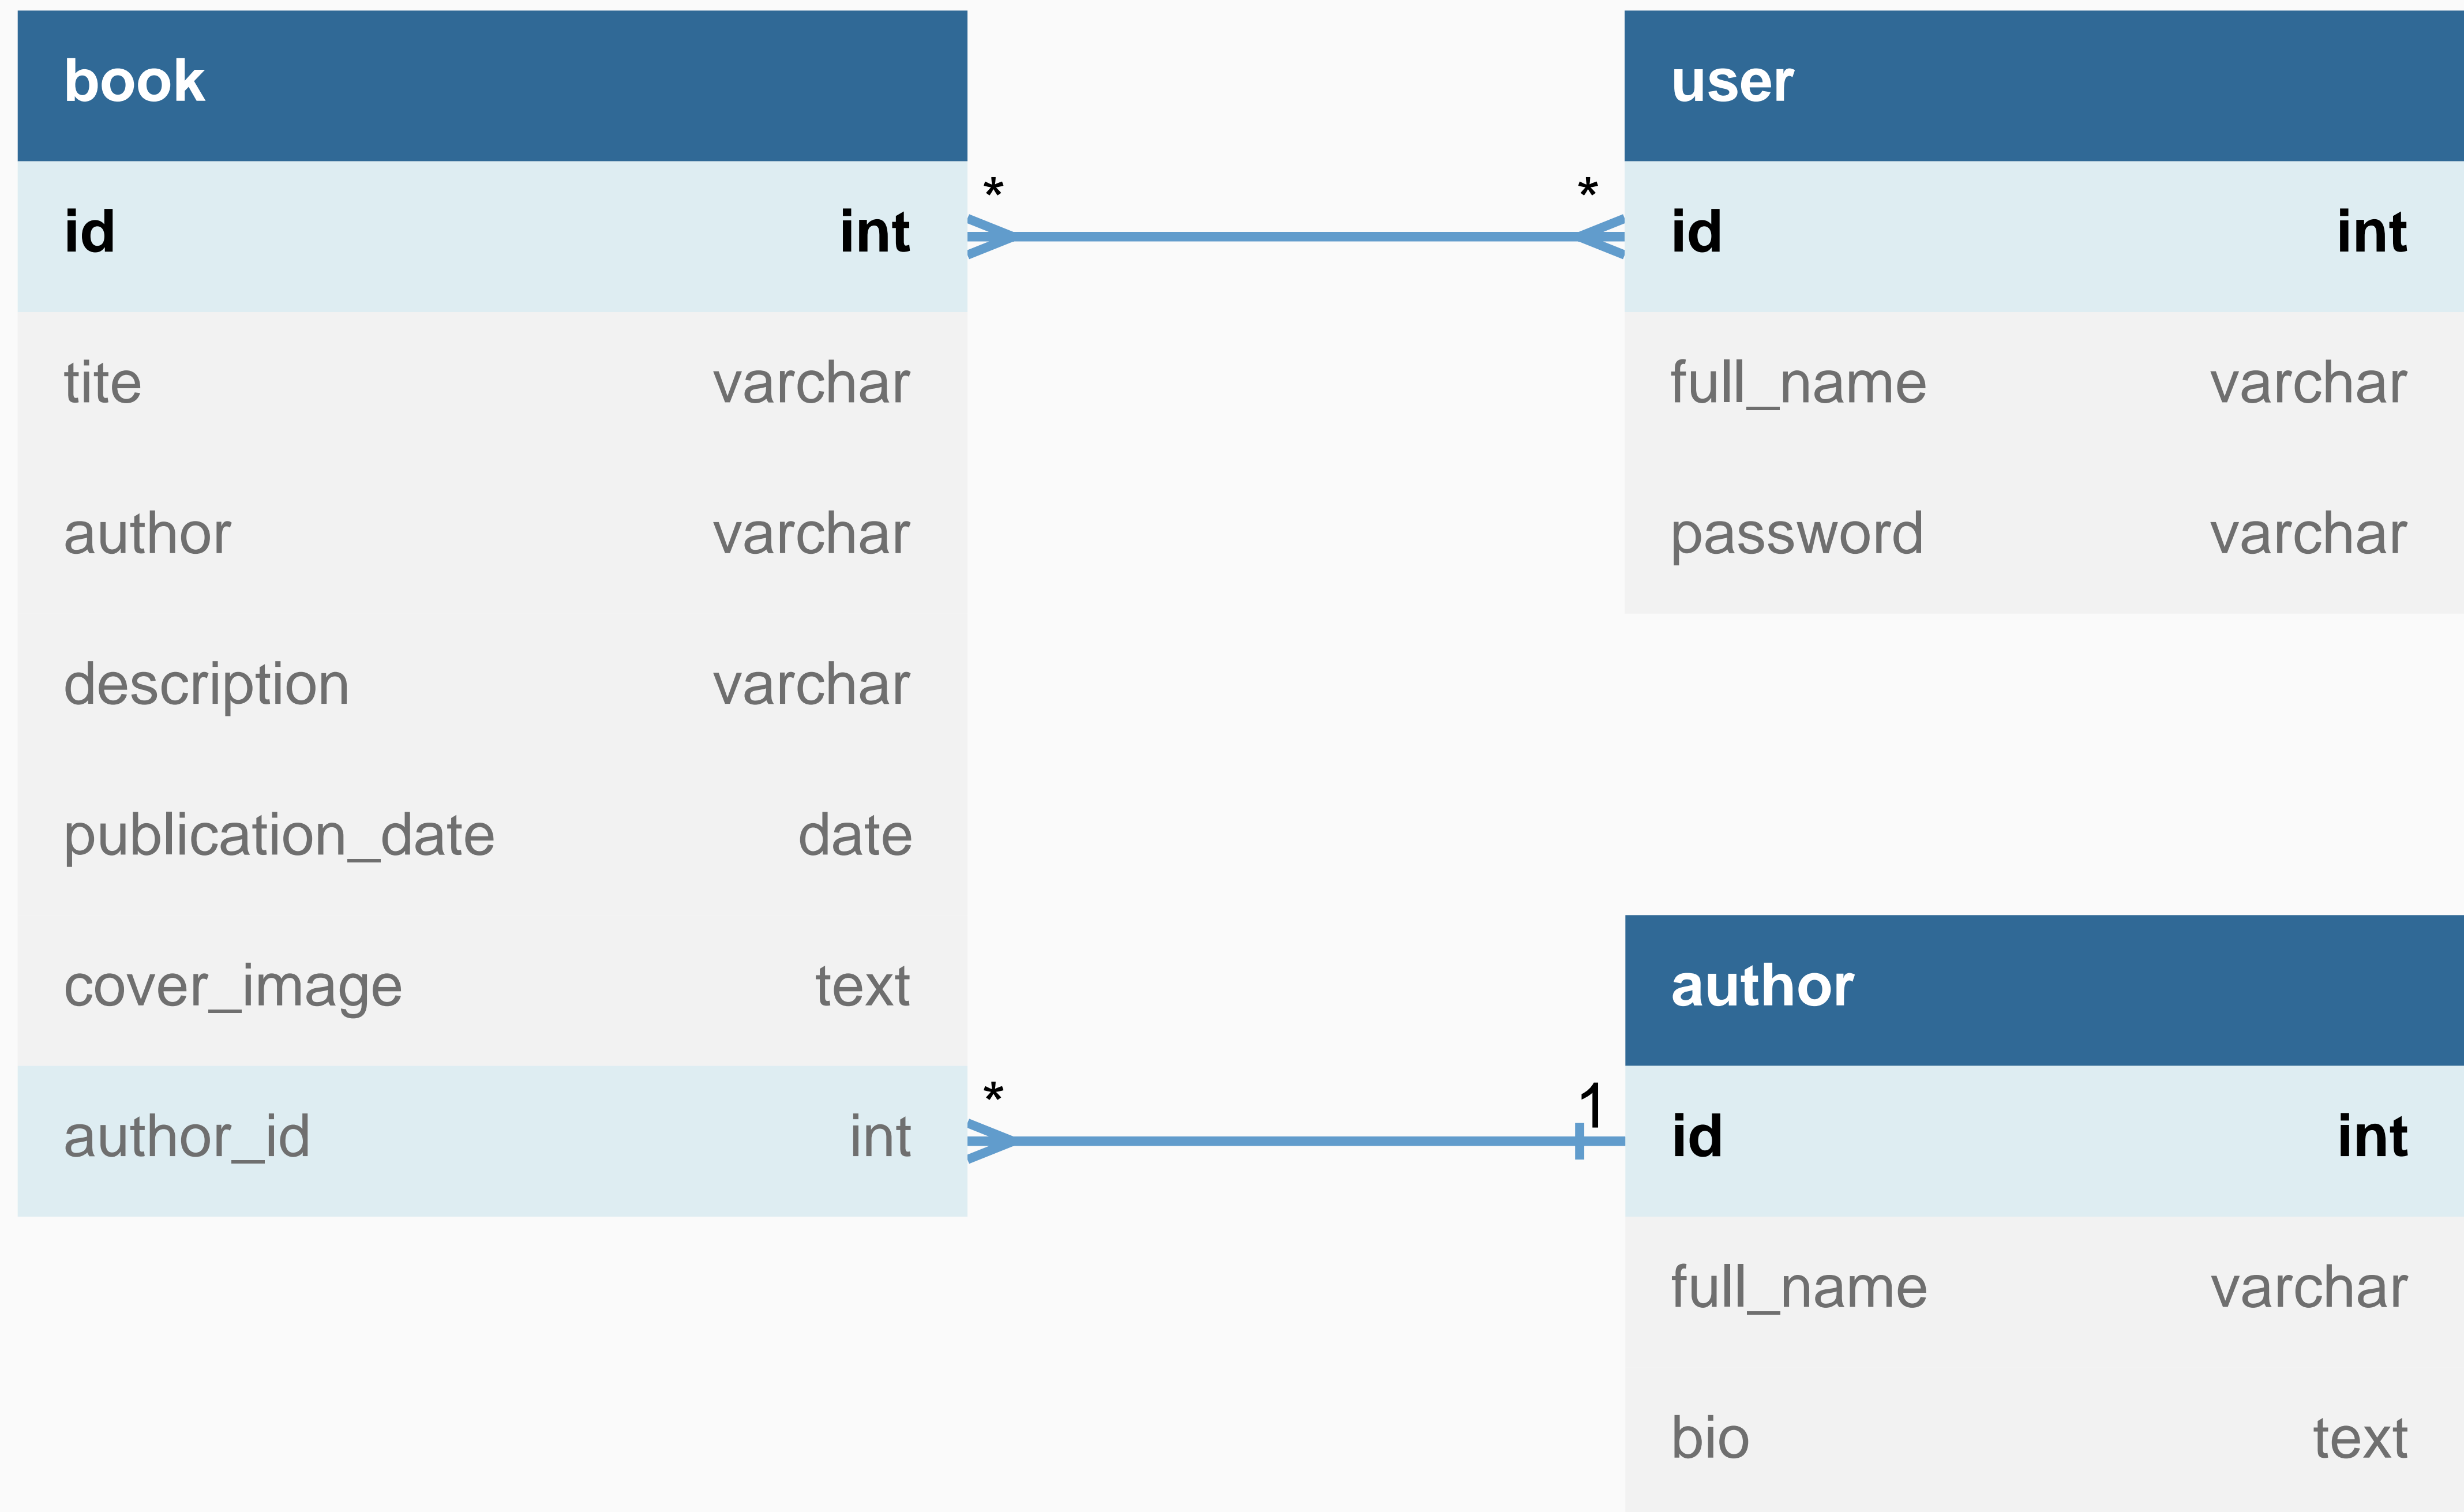 book
id int
tite varchar
author varchar
description varchar
publication_date date
cover_image text
author_id int
* *
* 1
user
id int
full_name varchar
password varchar
author
id int
full_name varchar
bio text